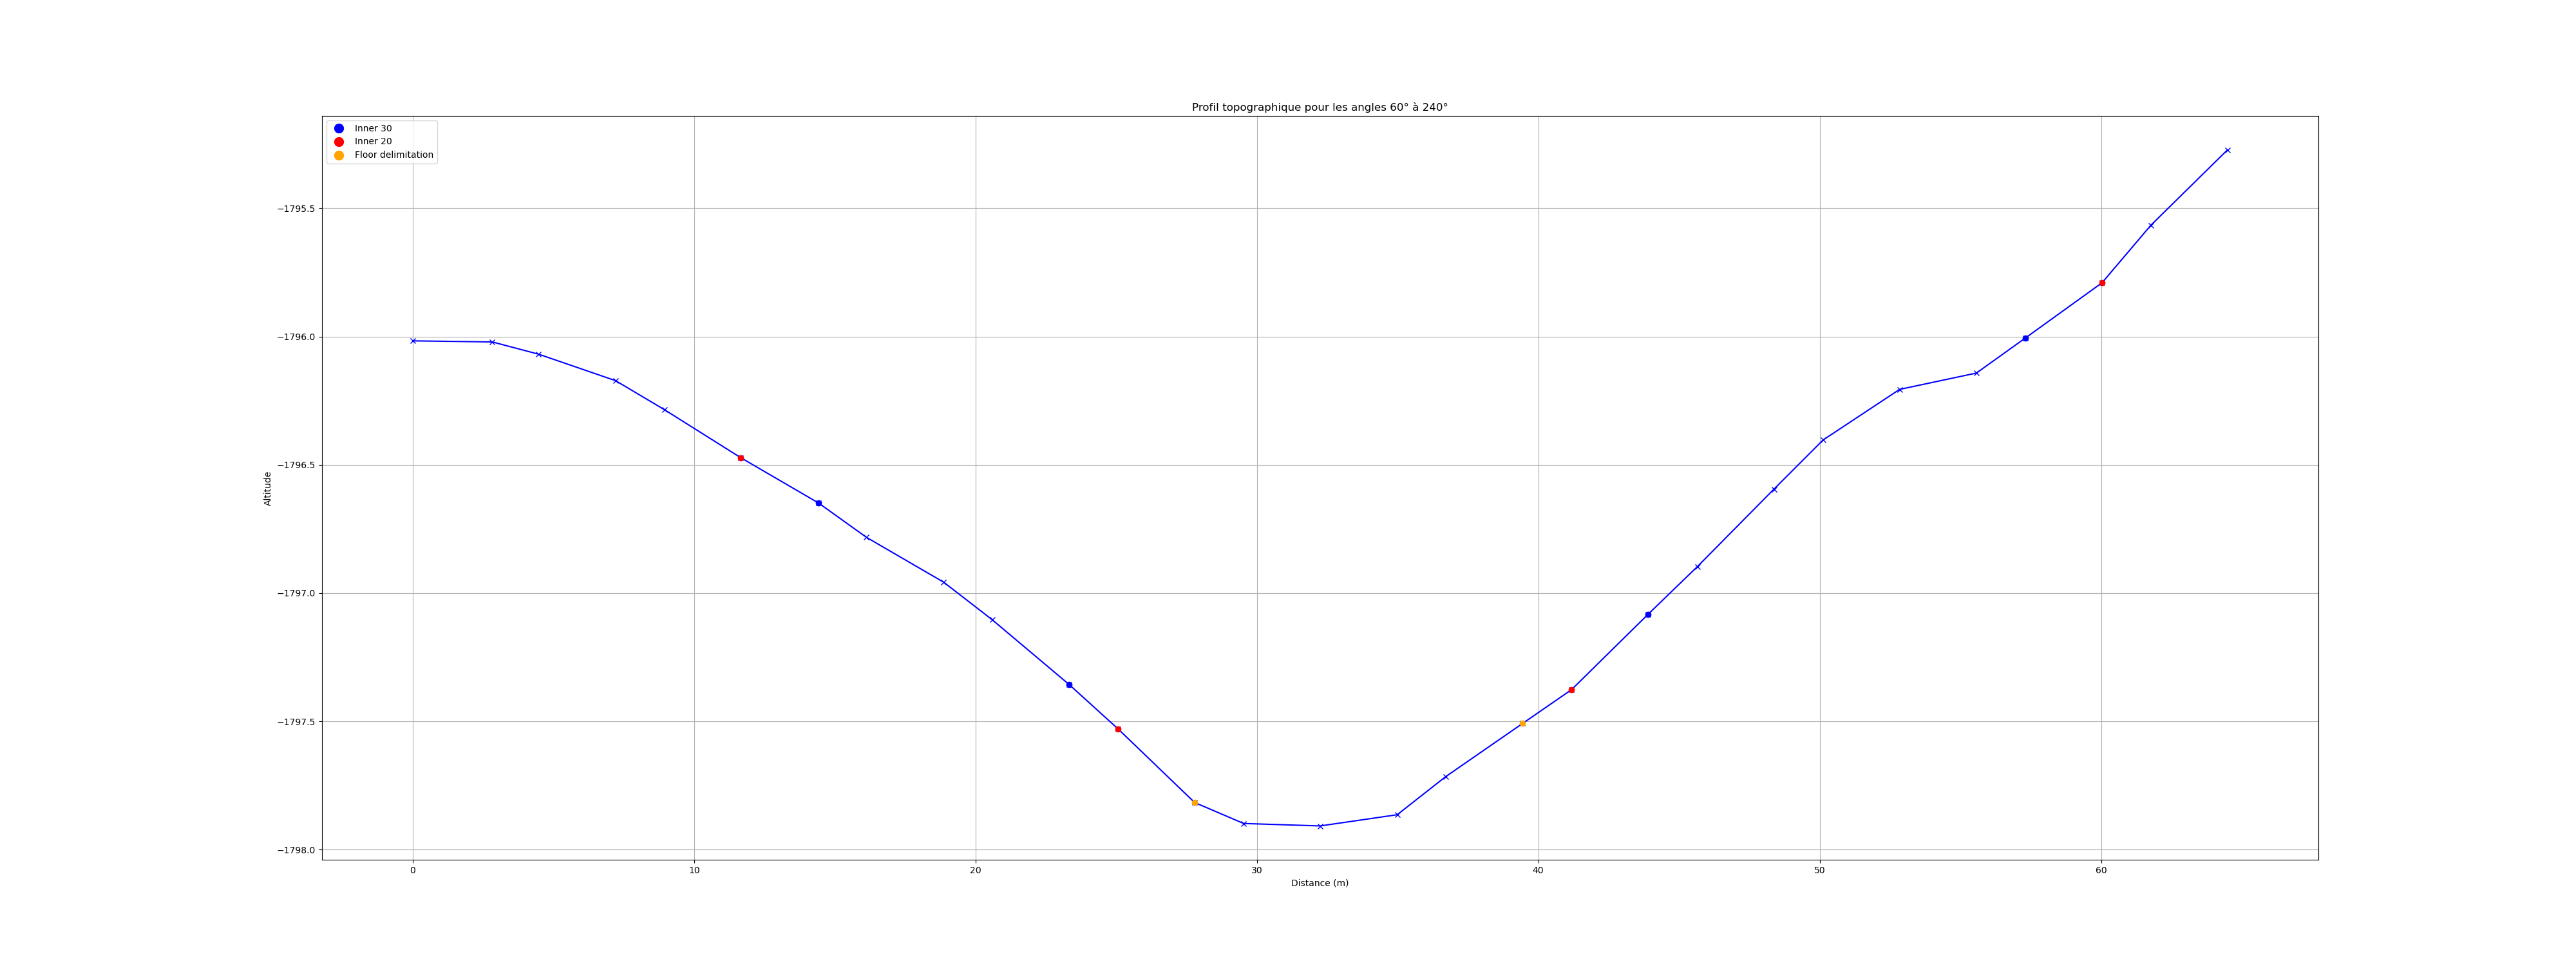 Profil topographique pour les angles 60° à 240°
Inner 30
Inner 20
Floor delimitation
−1795.5
−1796.0
−1796.5
−1797.0
−1797.5
−1798.0
Altitude
0 10 20 30 40 50 60
Distance (m)